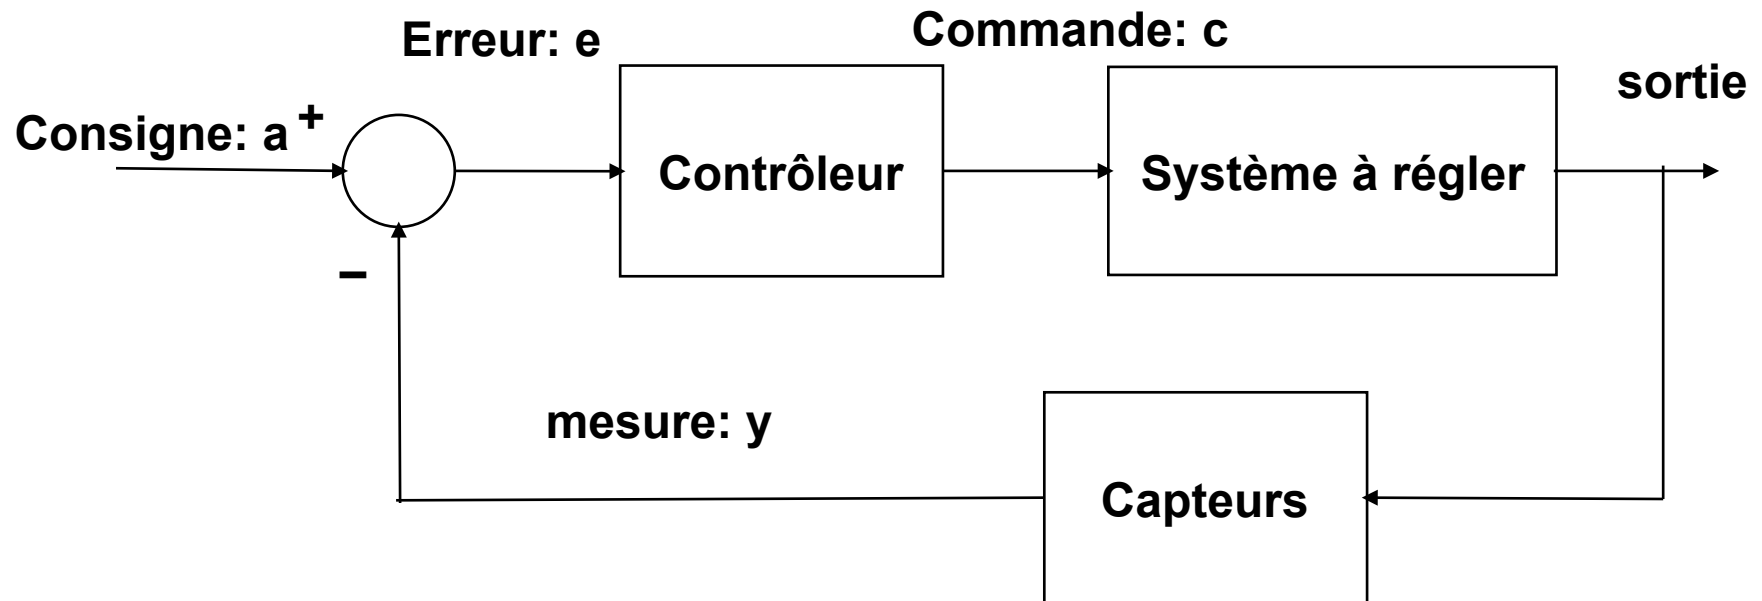 Erreur: e
Commande: c
sortie
Consigne: a
+
Contrôleur
Système à régler
–
mesure: y
Capteurs